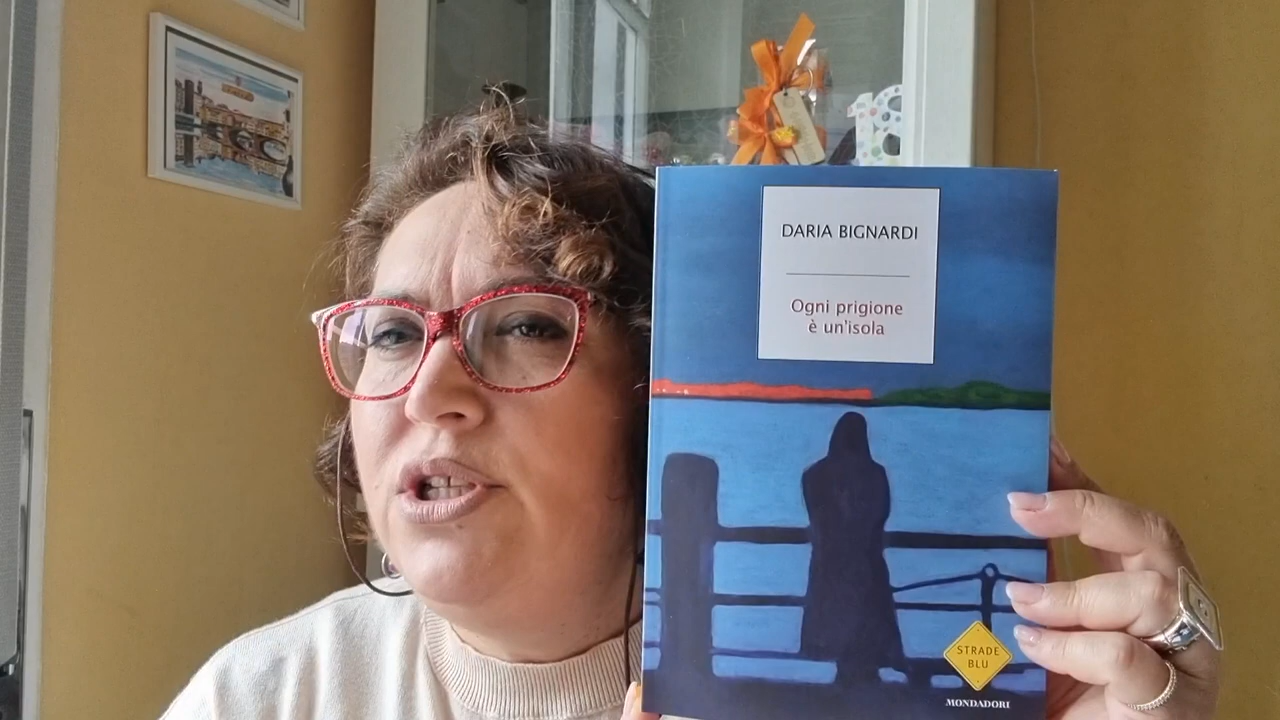 DARIA BIGNARDI
Ogni prigione
è un'isola
STRADE
BLU
MONDADORI